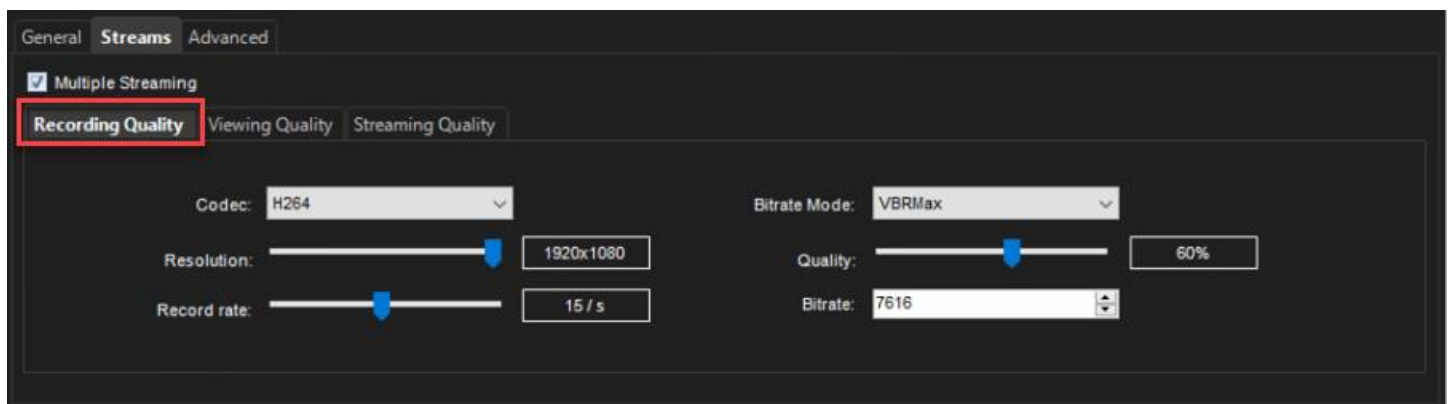 General Streams Advanced
Multiple Streaming
Recording Quality Viewing Quality Streaming Quality
Codec: H264 Bitrate Mode: VBRMax
Resolution: 1920x1080 Quality: 60%
Record rate: 15 / s Bitrate: 7616